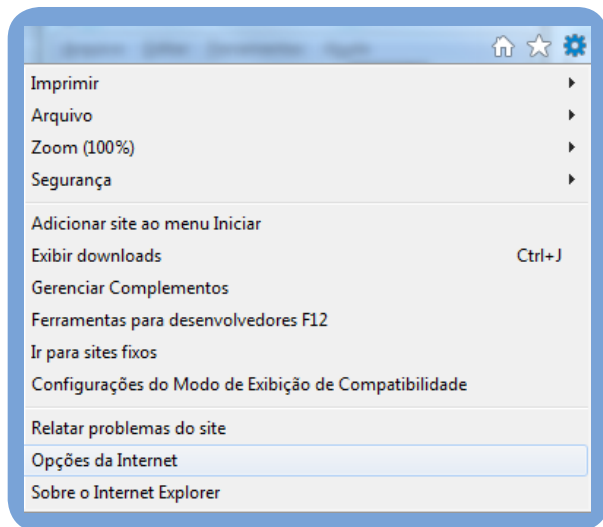 Imprimir
Arquivo
Zoom (100%)
Segurança
Adicionar site ao menu Iniciar
Exibir downloads Ctrl+J
Gerenciar Complementos
Ferramentas para desenvolvedores F12
Ir para sites fixos
Configurações do Modo de Exibição de Compatibilidade
Relatar problemas do site
Opções da Internet
Sobre o Internet Explorer